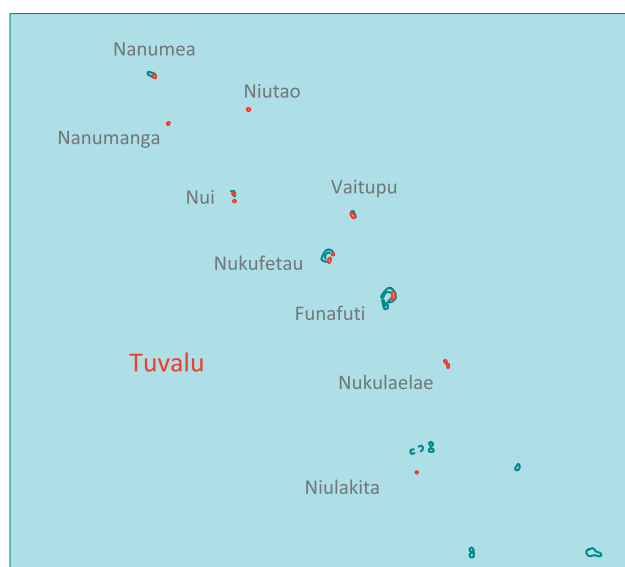 Nanumea
Niutao
Nanumanga
Vaitupu
Nui
Nukufetau
Funafuti
Tuvalu
Nukulaelae
Niulakita